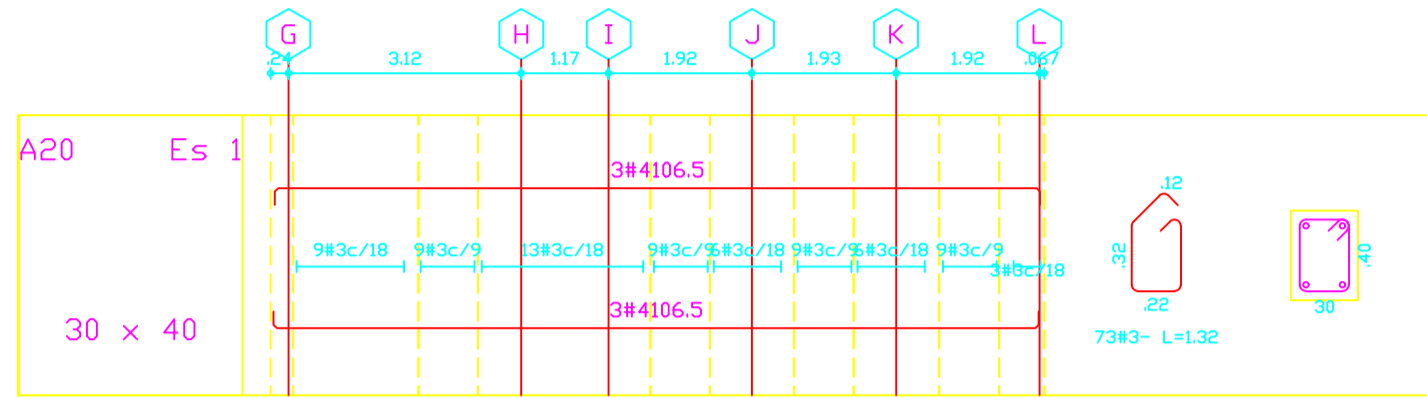 G H I J K L
.24 3.12 1.17 1.92 1.93 1.92 .067
A20 Es 1
3#4106.5
.12
9#3c/18 9#3c/9 13#3c/18 9#3c/9 6#3c/18 9#3c/9 6#3c/18 9#3c/9 3#3c/18
.32 .40
3#4106.5
.22 30
30 x 40
73#3- L=1.32